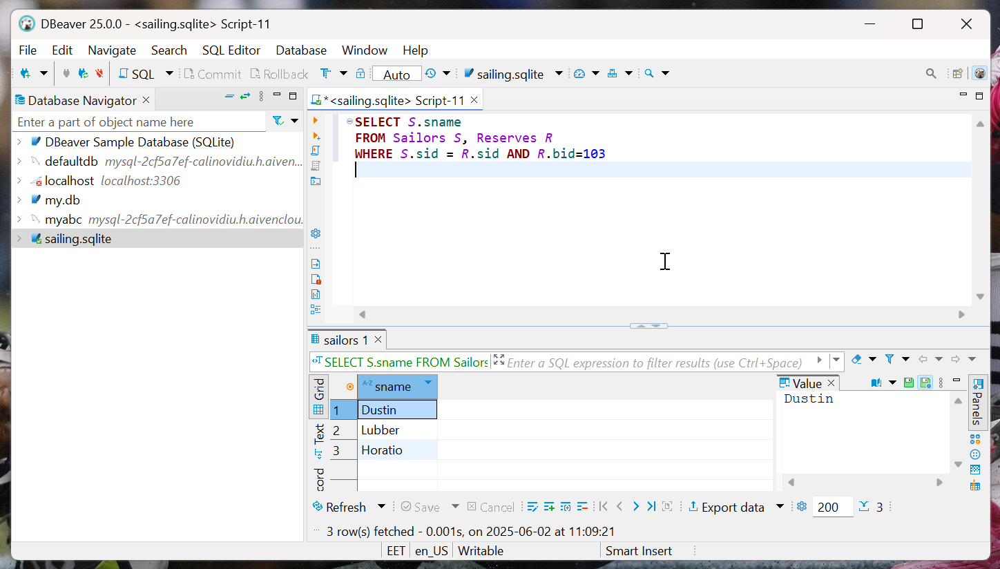 DBeaver 25.0.0 - <sailing.sqlite> Script-11
File Edit Navigate Search SQL Editor Database Window Help
SQL Commit Rollback Auto sailing.sqlite
Database Navigator
Enter a part of object name here
DBeaver Sample Database (SQLite)
defaultdb mysql-2cf5a7ef-calinovidiu.h.aiven...
localhost localhost:3306
my.db
myabc mysql-2cf5a7ef-calinovidiu.h.aivenclou.
sailing.sqlite
*<sailing.sqlite> Script-11
SELECT S.sname
FROM Sailors S, Reserves R
WHERE S.sid = R.sid AND R.bid=103
sailors 1
SELECT S.sname FROM Sailors Enter a SQL expression to filter results (use Ctrl+Space)
Grid
Text
cord
A-Z sname
1 Dustin
2 Lubber
3 Horatio
Value
Dustin
Panels
Refresh Save Cancel Export data 200 3
3 row(s) fetched - 0.001s, on 2025-06-02 at 11:09:21
EET en_US Writable Smart Insert